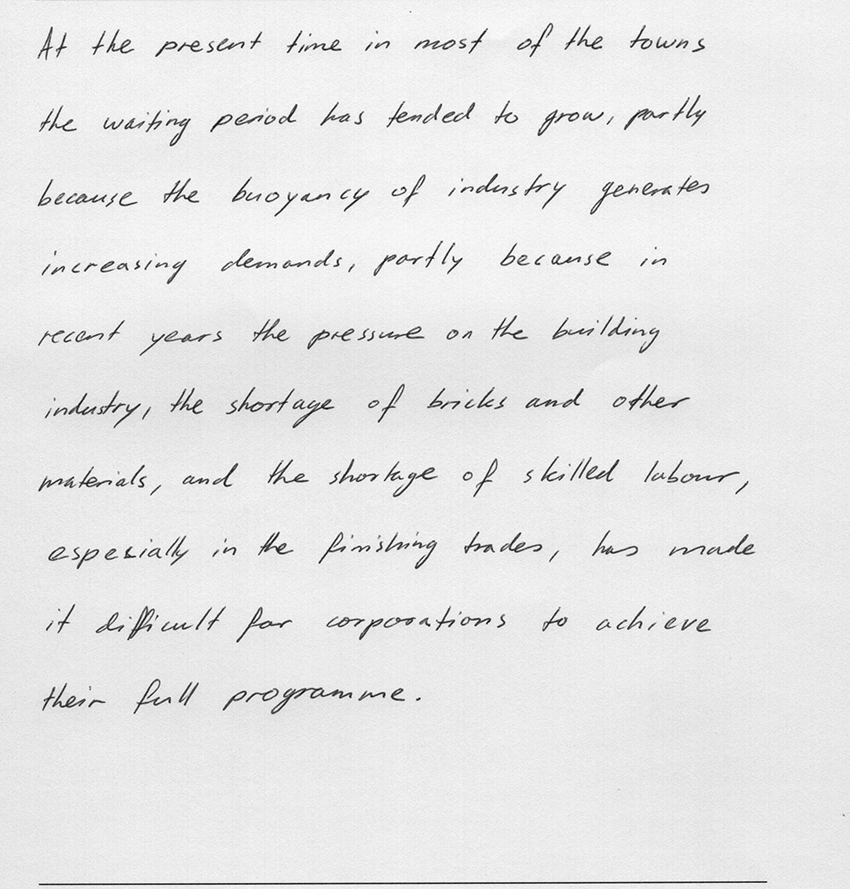 At the present time in most of the towns
the waiting period has tended to grow, partly
because the buoyancy of industry generates
increasing demands, partly because in
recent years the pressure on the building
industry, the shortage of bricks and other
materials, and the shortage of skilled labour,
especially in the finishing trades, has made
it difficult for corporations to achieve
their full programme.